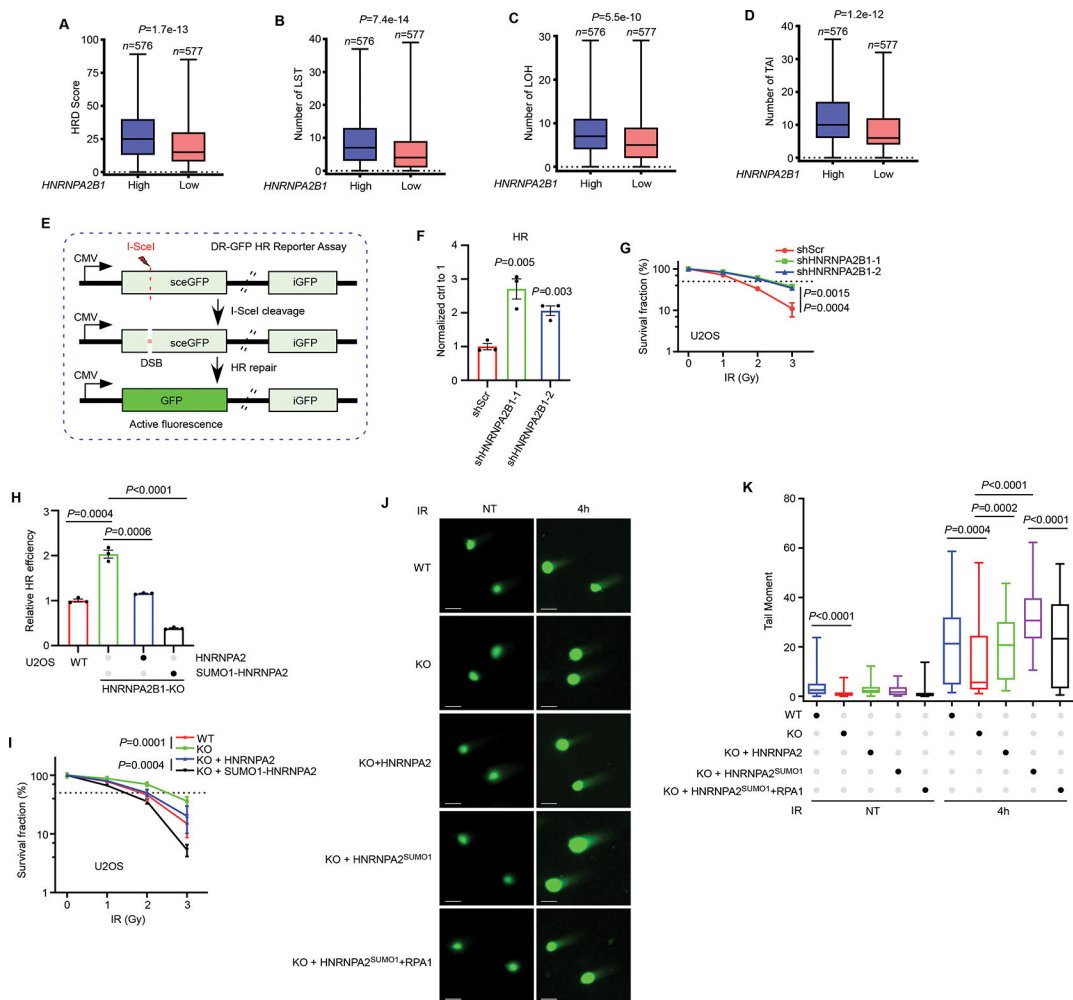 A
P=1.7e-13
n=576
n=577
HRD Score
100
75
50
25
0
HNRNPA2B1
High
Low
B
P=7.4e-14
n=576
n=577
Number of LST
40
30
20
10
0
HNRNPA2B1
High
Low
C
P=5.5e-10
n=576
n=577
Number of LOH
30
20
10
0
HNRNPA2B1
High
Low
D
P=1.2e-12
n=576
n=577
Number of TAI
40
30
20
10
0
HNRNPA2B1
High
Low
E
I-SceI
DR-GFP HR Reporter Assay
CMV
sceGFP
iGFP
I-SceI cleavage
CMV
sceGFP
iGFP
DSB
HR repair
CMV
GFP
iGFP
Active fluorescence
F
HR
Normalized ctrl to 1
4
3
2
1
0
P=0.005
P=0.003
shScr
shHNRNPA2B1-1
shHNRNPA2B1-2
G
shScr
shHNRNPA2B1-1
shHNRNPA2B1-2
Survival fraction (%)
100
10
1
P=0.0015
P=0.0004
U2OS
0
1
2
3
IR (Gy)
H
P<0.0001
P=0.0004
P=0.0006
Relative HR effciency
3
2
1
0
U2OS
WT
HNRNPA2
SUMO1-HNRNPA2
HNRNPA2B1-KO
I
P=0.0001
P=0.0004
WT
KO
KO + HNRNPA2
KO + SUMO1-HNRNPA2
Survival fraction (%)
100
10
1
U2OS
0
1
2
3
IR (Gy)
J
IR
NT
4h
WT
KO
KO+HNRNPA2
KO + HNRNPA2SUMO1
KO + HNRNPA2SUMO1+RPA1
K
P<0.0001
P=0.0002
P=0.0004
P<0.0001
P<0.0001
Tail Moment
80
60
40
20
0
WT
KO
KO + HNRNPA2
KO + HNRNPA2SUMO1
KO + HNRNPA2SUMO1+RPA1
IR
NT
4h